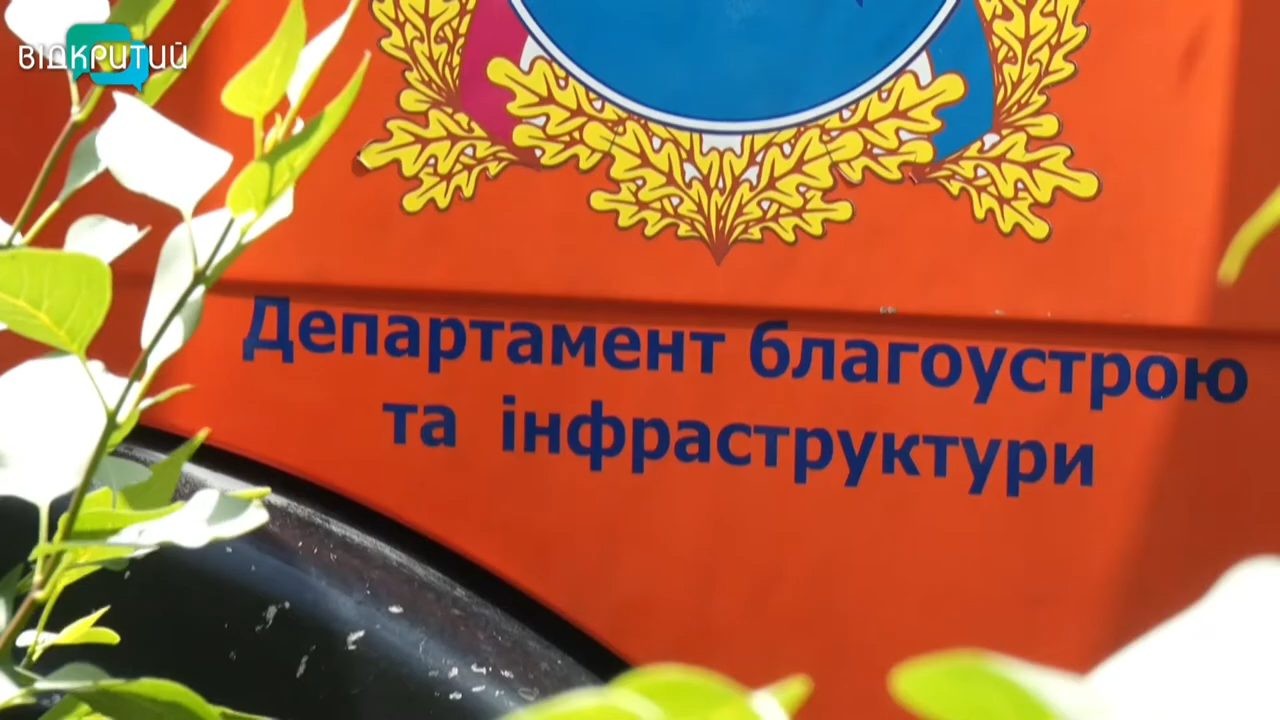 ВІДКРИТИЙ
Департамент благоустрою
та інфраструктури